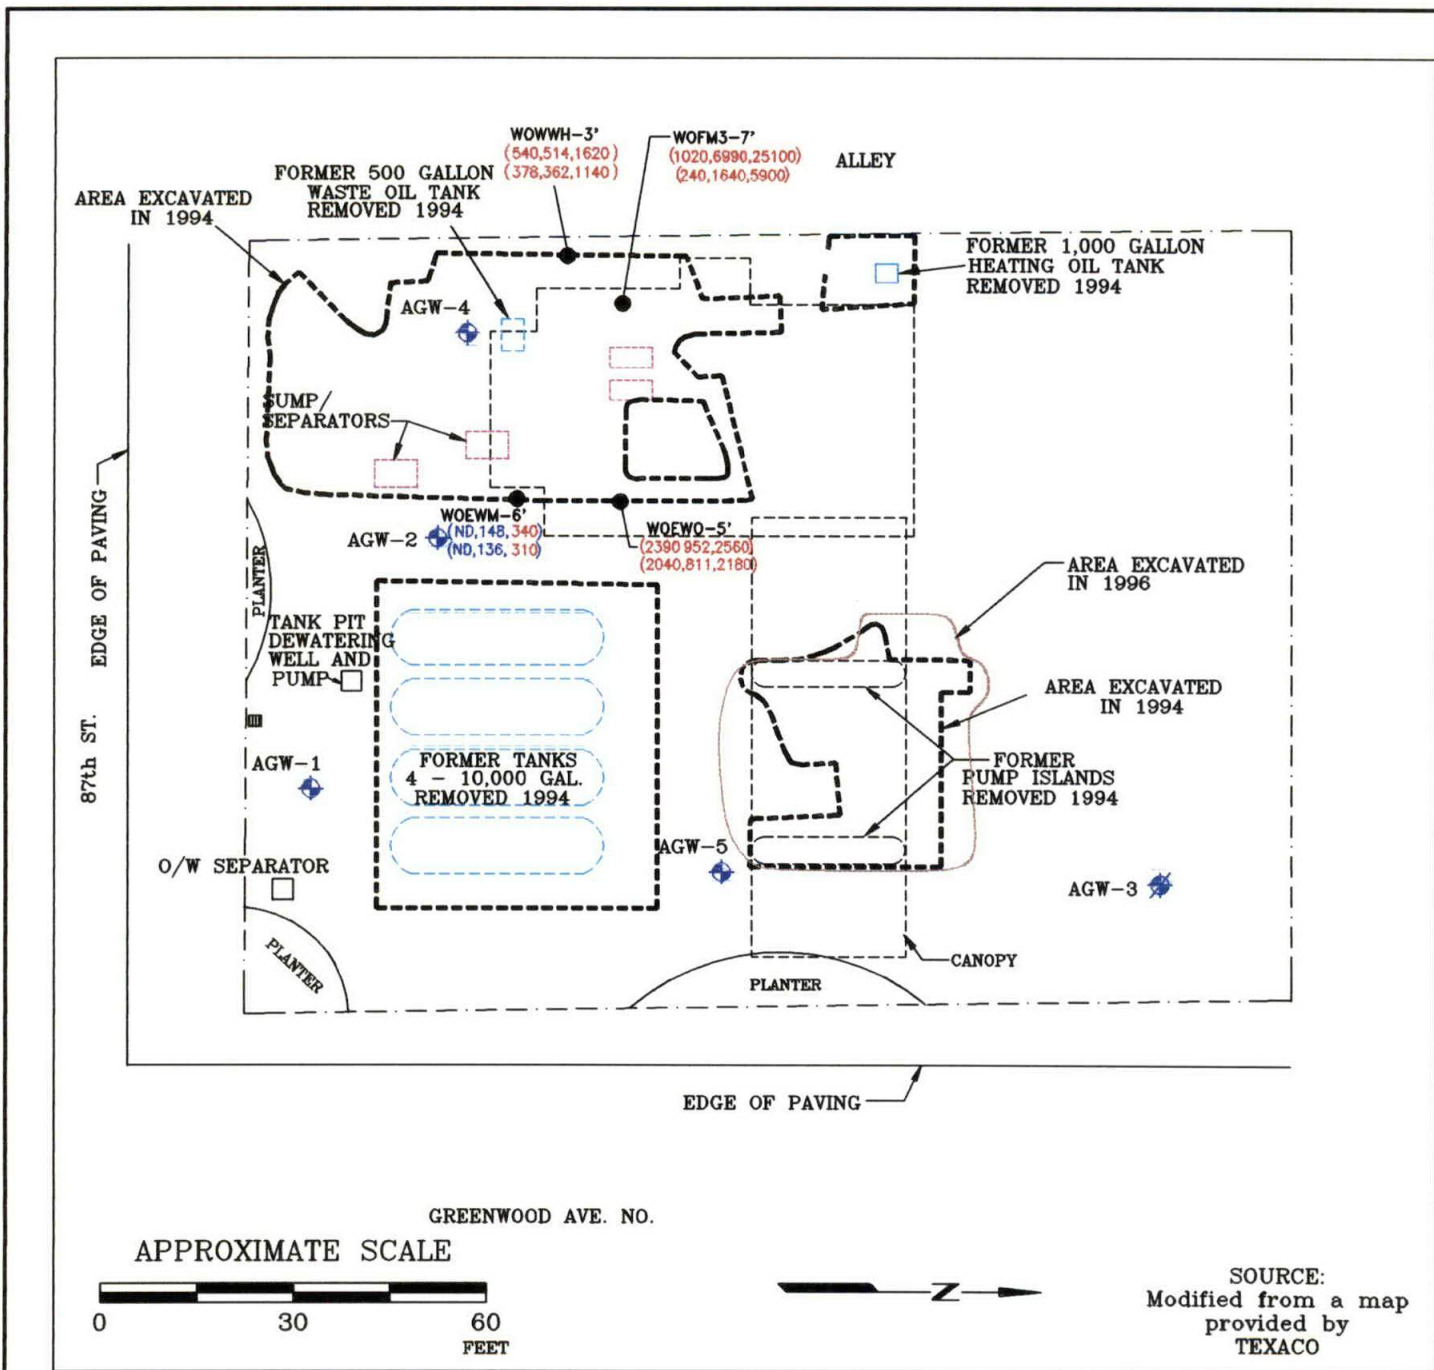 WOWWH-3'
(540,514,1620)
(378,362,1140)
WOFM3-7'
(1020,6990,25100)
(240,1640,5900)
ALLEY
FORMER 500 GALLON
WASTE OIL TANK
REMOVED 1994
AREA EXCAVATED
IN 1994
FORMER 1,000 GALLON
HEATING OIL TANK
REMOVED 1994
AGW-4
SUMP/
SEPARATORS
EDGE OF PAVING
87th ST.
WOEWM-6'
(ND,148,340)
(ND,136,310)
AGW-2
WOEWO-5'
(2390 952,2560)
(2040,811,2180)
PLANTER
AREA EXCAVATED
IN 1996
TANK PIT
DEWATERING
WELL AND
PUMP
AREA EXCAVATED
IN 1994
AGW-1
FORMER TANKS
4 - 10,000 GAL.
REMOVED 1994
FORMER
PUMP ISLANDS
REMOVED 1994
AGW-5
O/W SEPARATOR
AGW-3
PLANTER
CANOPY
PLANTER
EDGE OF PAVING
GREENWOOD AVE. NO.
APPROXIMATE SCALE
0 30 60
FEET
N
SOURCE:
Modified from a map
provided by
TEXACO